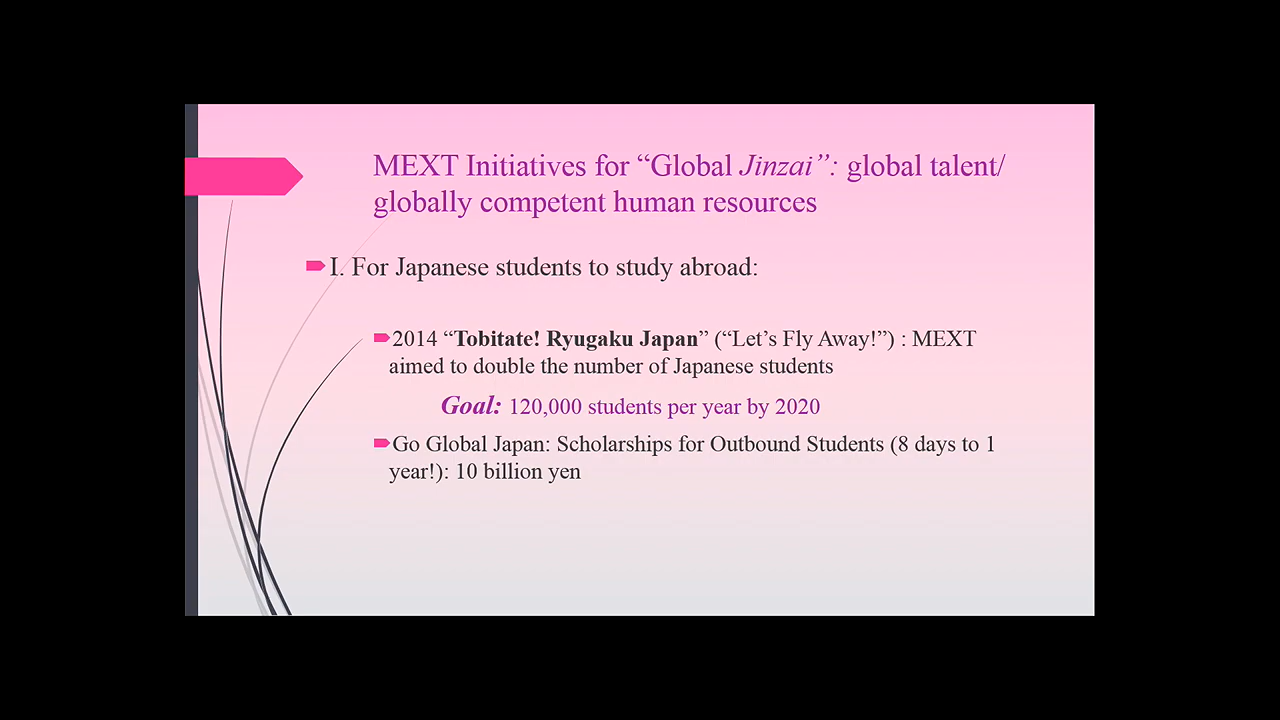 MEXT Initiatives for “Global Jinzai”: global talent/
globally competent human resources
I. For Japanese students to study abroad:
2014 “Tobitate! Ryugaku Japan” (“Let’s Fly Away!”) : MEXT
aimed to double the number of Japanese students
Goal: 120,000 students per year by 2020
Go Global Japan: Scholarships for Outbound Students (8 days to 1
year!): 10 billion yen